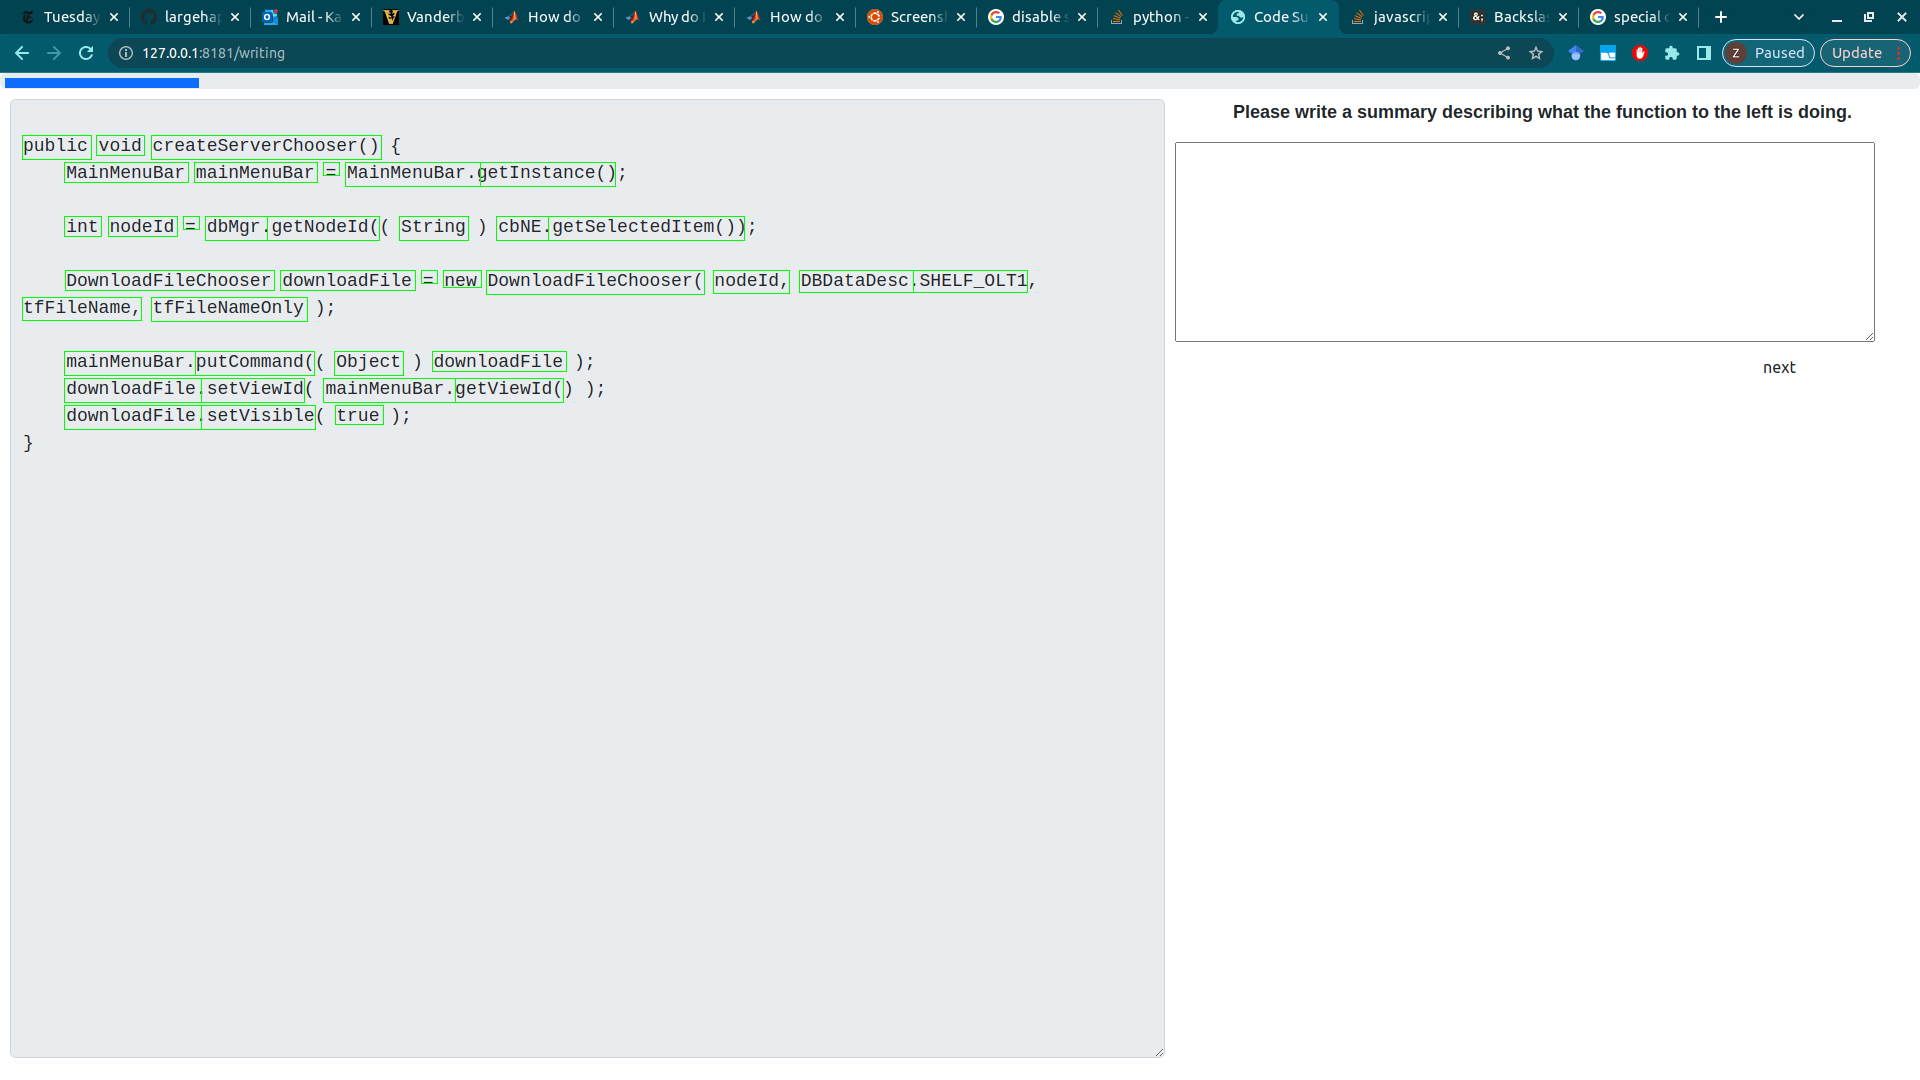 Tuesday
largehap
Mail - Ka
Vanderb
How do
Why do
How do
Screens
disable s
python -
Code Su
javascrip
Backslas
special c
127.0.0.1:8181/writing
Z Paused
Update
Please write a summary describing what the function to the left is doing.
public void createServerChooser() {
MainMenuBar mainMenuBar = MainMenuBar.getInstance();
int nodeId = dbMgr.getNodeId(( String ) cbNE.getSelectedItem());
DownloadFileChooser downloadFile = new DownloadFileChooser( nodeId, DBDataDesc.SHELF_OLT1,
tfFileName, tfFileNameOnly );
mainMenuBar.putCommand(( Object ) downloadFile );
downloadFile.setViewId( mainMenuBar.getViewId() );
downloadFile.setVisible( true );
}
next